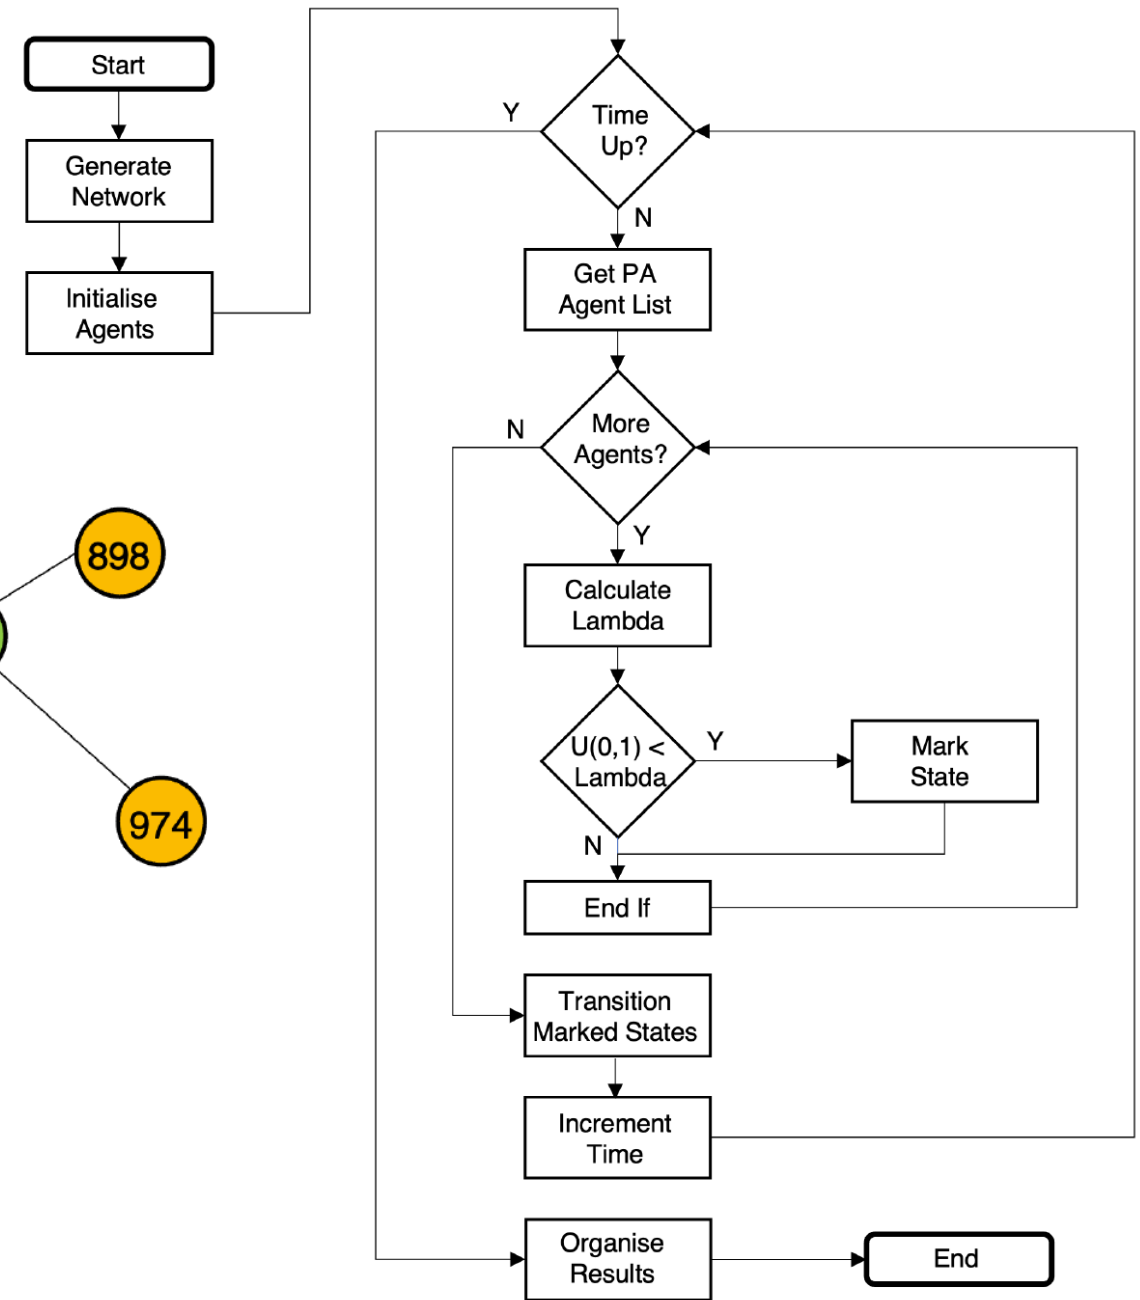 Start
Generate
Network
Initialise
Agents
Time
Up?
Y
N
Get PA
Agent List
More
Agents?
N
Y
Calculate
Lambda
U(0,1) <
Lambda
Y
N
Mark
State
End If
Transition
Marked States
Increment
Time
Organise
Results
End
898
974